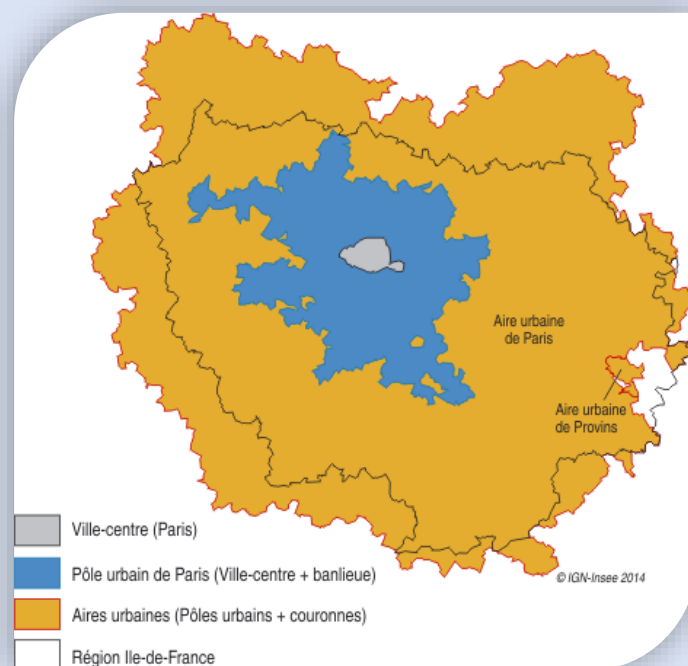 Aire urbaine
de Paris
Aire urbaine
de Provins
Ville-centre (Paris)
Pôle urbain de Paris (Ville-centre + banlieue)
© IGN-Insee 2014
Aires urbaines (Pôles urbains + couronnes)
Région Ile-de-France